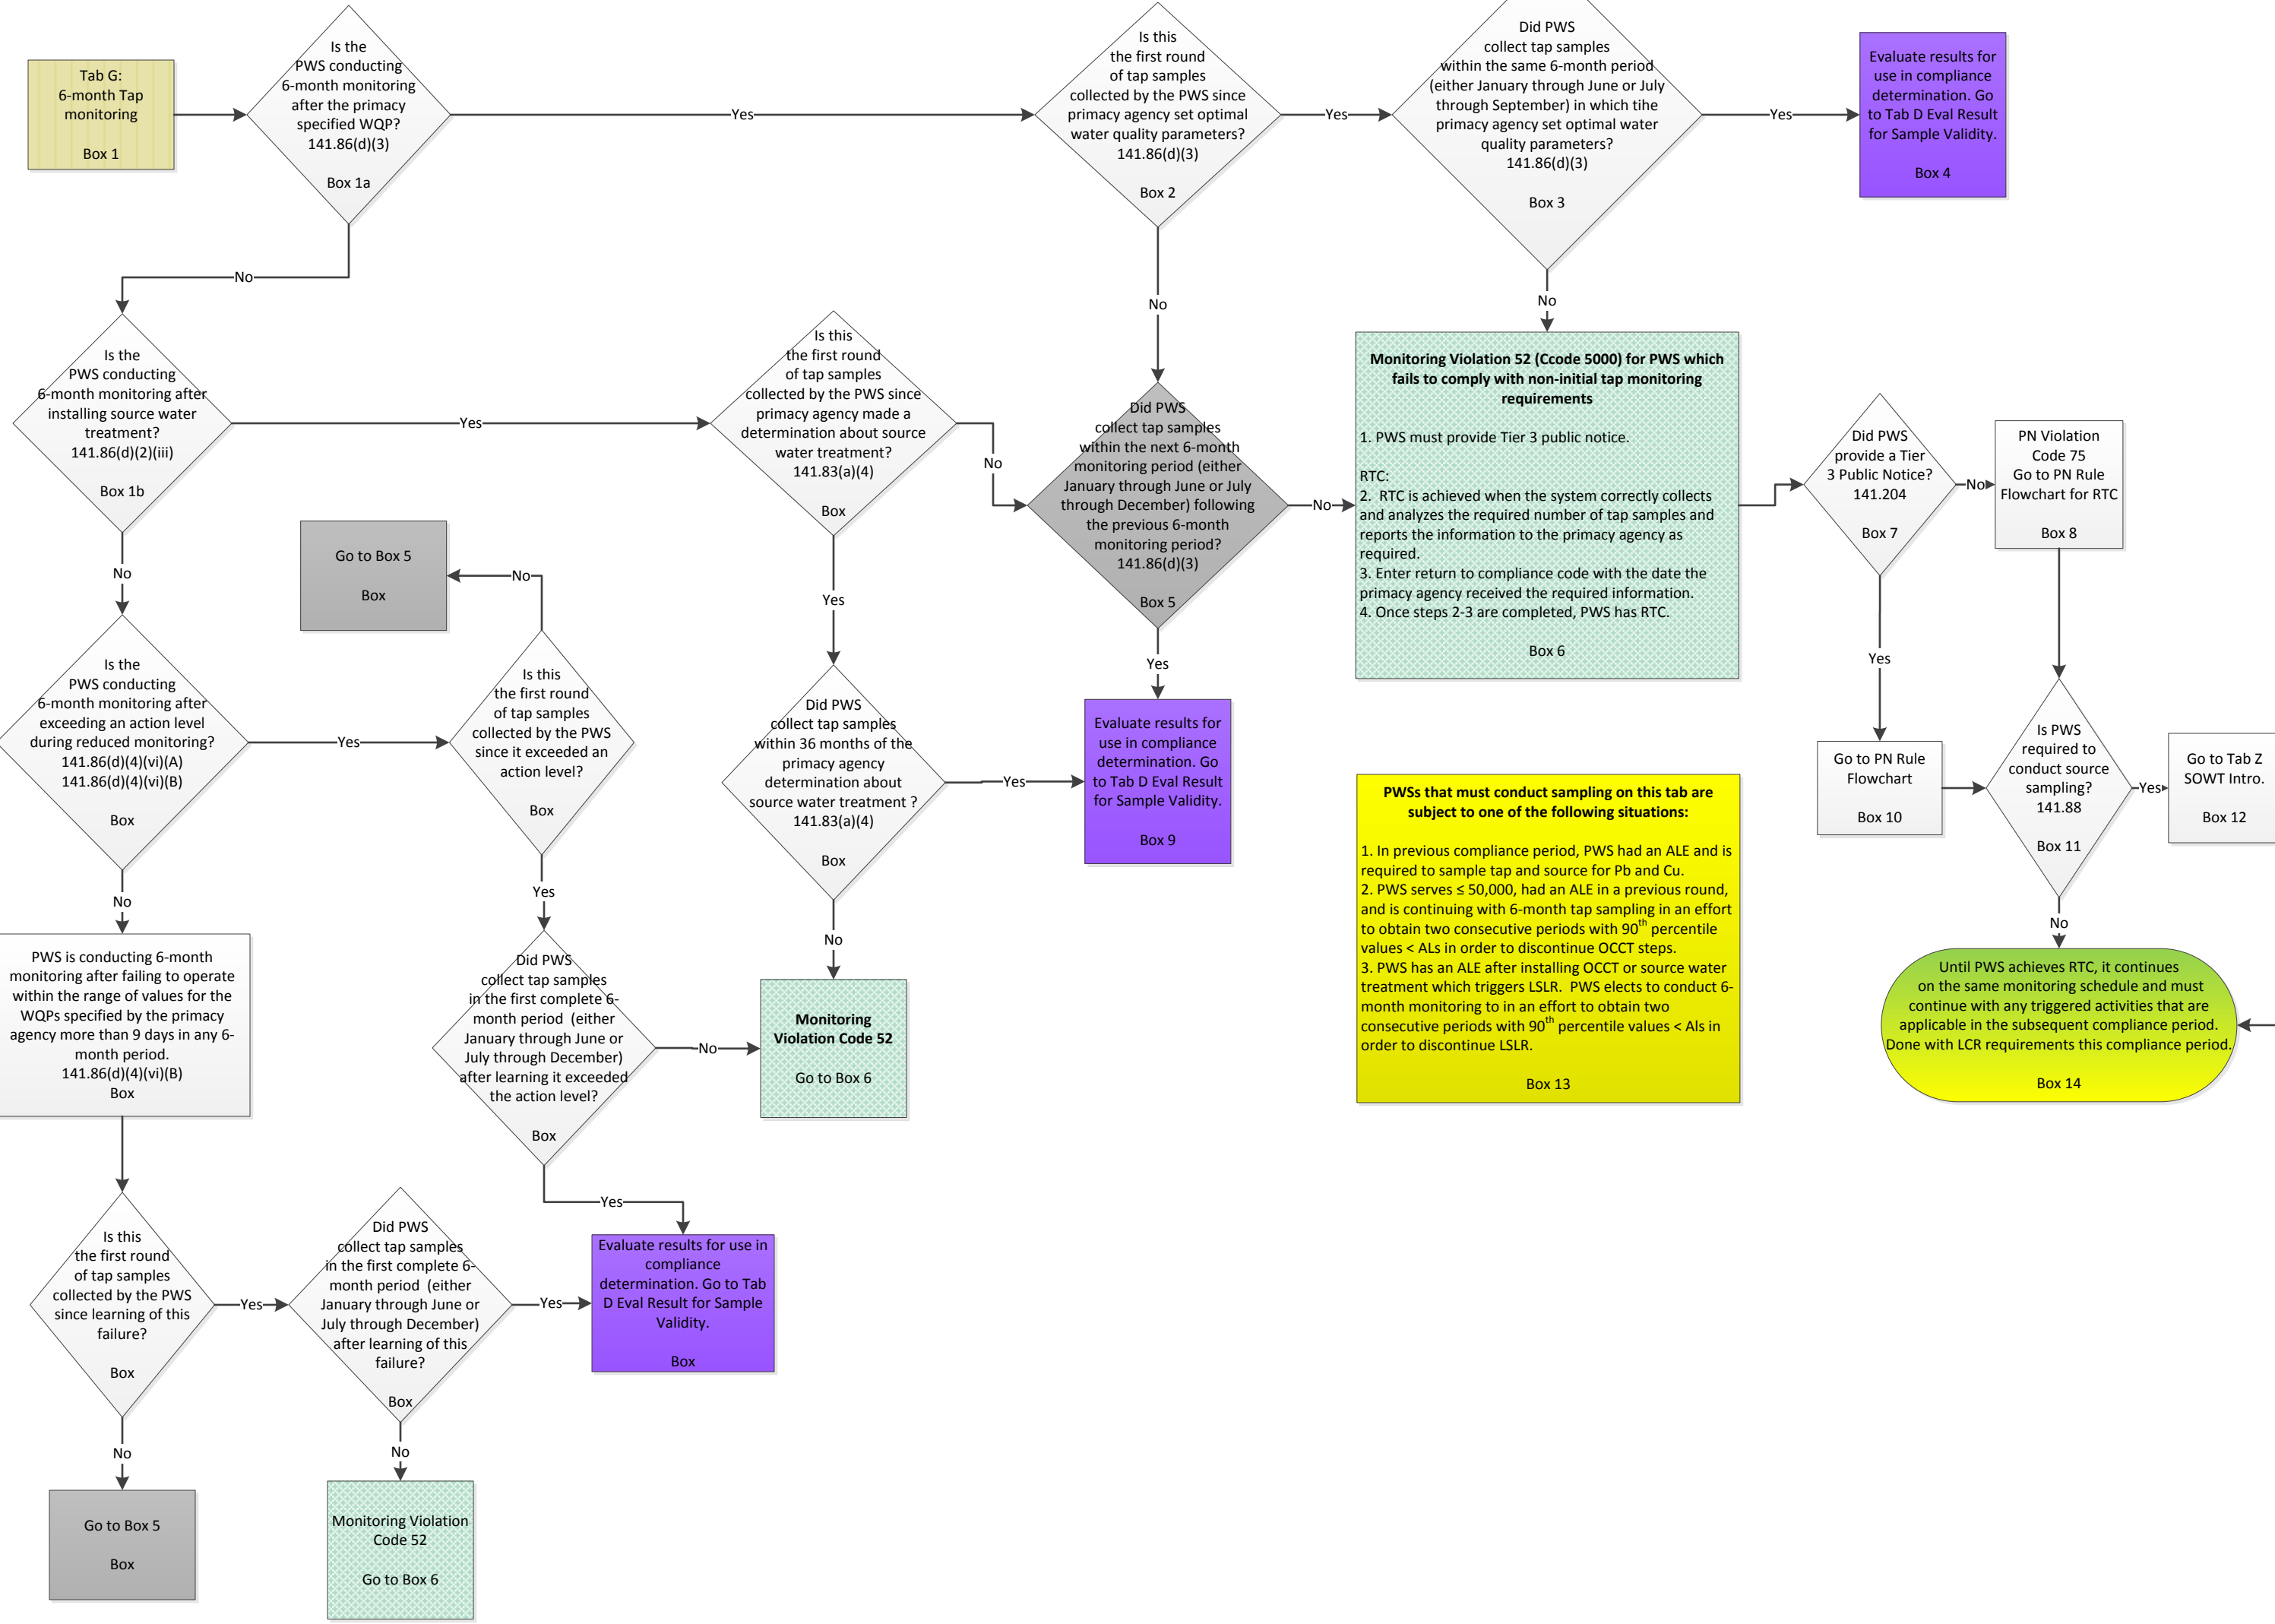 Tab G:
6-month Tap
monitoring
Box 1
Is the
PWS conducting
6-month monitoring
after the primacy
specified WQP?
141.86(d)(3)
Box 1a
Yes
Is this
the first round
of tap samples
collected by the PWS since
primacy agency set optimal
water quality parameters?
141.86(d)(3)
Box 2
Yes
Did PWS
collect tap samples
within the same 6-month period
(either January through June or July
through September) in which tihe
primacy agency set optimal water
quality parameters?
141.86(d)(3)
Box 3
Yes
Evaluate results for
use in compliance
determination. Go
to Tab D Eval Result
for Sample Validity.
Box 4
No
No
No
Is the
PWS conducting
6-month monitoring after
installing source water
treatment?
141.86(d)(2)(iii)
Box 1b
Yes
Is this
the first round
of tap samples
collected by the PWS since
primacy agency made a
determination about source
water treatment?
141.83(a)(4)
Box
No
Did PWS
collect tap samples
within the next 6-month
monitoring period (either
January through June or July
through December) following
the previous 6-month
monitoring period?
141.86(d)(3)
Box 5
No
Monitoring Violation 52 (Ccode 5000) for PWS which
fails to comply with non-initial tap monitoring
requirements
1. PWS must provide Tier 3 public notice.
RTC:
2.  RTC is achieved when the system correctly collects
and analyzes the required number of tap samples and
reports the information to the primacy agency as
required.
3. Enter return to compliance code with the date the
primacy agency received the required information.
4. Once steps 2-3 are completed, PWS has RTC.
Box 6
Did PWS
provide a Tier
3 Public Notice?
141.204
Box 7
No
PN Violation
Code 75
Go to PN Rule
Flowchart for RTC
Box 8
No
Go to Box 5
Box
No
Yes
Yes
Yes
Is the
PWS conducting
6-month monitoring after
exceeding an action level
during reduced monitoring?
141.86(d)(4)(vi)(A)
141.86(d)(4)(vi)(B)
Box
Yes
Is this
the first round
of tap samples
collected by the PWS
since it exceeded an
action level?
Box
Did PWS
collect tap samples
within 36 months of the
primacy agency
determination about
source water treatment ?
141.83(a)(4)
Box
Yes
Evaluate results for
use in compliance
determination. Go
to Tab D Eval Result
for Sample Validity.
Box 9
PWSs that must conduct sampling on this tab are
subject to one of the following situations:
1. In previous compliance period, PWS had an ALE and is
required to sample tap and source for Pb and Cu.
2. PWS serves ≤ 50,000, had an ALE in a previous round,
and is continuing with 6-month tap sampling in an effort
to obtain two consecutive periods with 90th percentile
values < ALs in order to discontinue OCCT steps.
3. PWS has an ALE after installing OCCT or source water
treatment which triggers LSLR.  PWS elects to conduct 6-
month monitoring to in an effort to obtain two
consecutive periods with 90th percentile values < Als in
order to discontinue LSLR.
Box 13
Go to PN Rule
Flowchart
Box 10
Is PWS
required to
conduct source
sampling?
141.88
Box 11
Yes
Go to Tab Z
SOWT Intro.
Box 12
No
Yes
No
No
PWS is conducting 6-month
monitoring after failing to operate
within the range of values for the
WQPs specified by the primacy
agency more than 9 days in any 6-
month period.
141.86(d)(4)(vi)(B)
Box
Did PWS
collect tap samples
in the first complete 6-
month period  (either
January through June or
July through December)
after learning it exceeded
the action level?
Box
No
Monitoring
Violation Code 52
Go to Box 6
Until PWS achieves RTC, it continues
on the same monitoring schedule and must
continue with any triggered activities that are
applicable in the subsequent compliance period.
Done with LCR requirements this compliance period.
Box 14
Yes
Is this
the first round
of tap samples
collected by the PWS
since learning of this
failure?
Box
Yes
Did PWS
collect tap samples
in the first complete 6-
month period  (either
January through June or
July through December)
after learning of this
failure?
Box
Yes
Evaluate results for use in
compliance
determination. Go to Tab
D Eval Result for Sample
Validity.
Box
No
No
Go to Box 5
Box
Monitoring Violation
Code 52
Go to Box 6